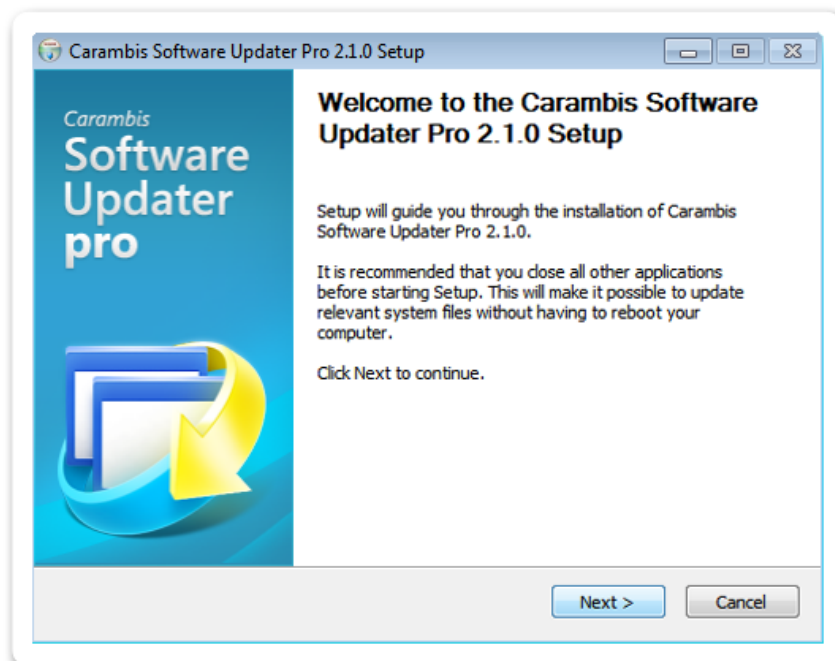 Carambis Software Updater Pro 2.1.0 Setup
Carambis
Software
Updater
pro
Welcome to the Carambis Software
Updater Pro 2.1.0 Setup
Setup will guide you through the installation of Carambis
Software Updater Pro 2.1.0.
It is recommended that you close all other applications
before starting Setup. This will make it possible to update
relevant system files without having to reboot your
computer.
Click Next to continue.
Next >
Cancel